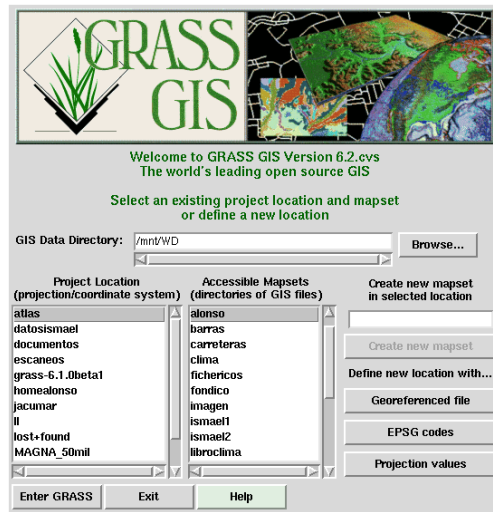 GRASS
GIS
Welcome to GRASS GIS Version 6.2.cvs
The world's leading open source GIS
Select an existing project location and mapset
or define a new location
GIS Data Directory:
/mnt/WD
Browse...
Project Location
(projection/coordinate system)
atlas
datosismael
documentos
escaneos
grass-6.1.0beta1
homealonso
jacumar
ll
lost+found
MAGNA_50mil
Accessible Mapsets
(directories of GIS files)
alonso
barras
carreteras
clima
fichericos
fondico
imagen
ismael1
ismael2
libroclima
Create new mapset
in selected location
Create new mapset
Define new location with...
Georeferenced file
EPSG codes
Projection values
Enter GRASS
Exit
Help